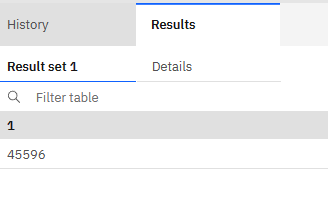 History Results
Result set 1 Details
Filter table
1
45596